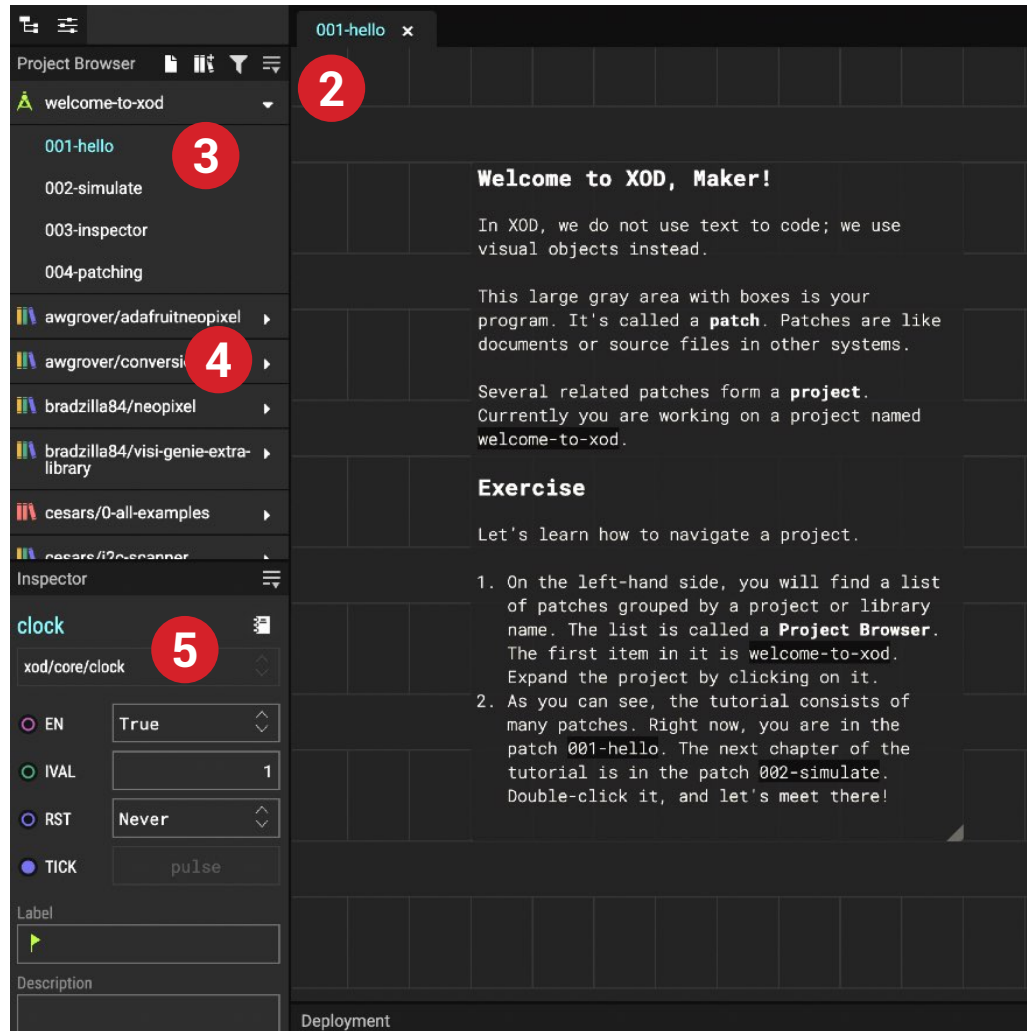 001-hello ×
Project Browser
2
welcome-to-xod
001-hello
3
002-simulate
003-inspector
004-patching
awgrover/adafruitneopixel
awgrover/conversi
4
bradzilla84/neopixel
bradzilla84/visi-genie-extra-
library
cesars/0-all-examples
cesars/i2c-scanner
Inspector
clock
5
xod/core/clock
EN True
IVAL 1
RST Never
TICK pulse
Label
Description
Welcome to XOD, Maker!
In XOD, we do not use text to code; we use
visual objects instead.
This large gray area with boxes is your
program. It's called a patch. Patches are like
documents or source files in other systems.
Several related patches form a project.
Currently you are working on a project named
welcome-to-xod.
Exercise
Let's learn how to navigate a project.
1. On the left-hand side, you will find a list
of patches grouped by a project or library
name. The list is called a Project Browser.
The first item in it is welcome-to-xod.
Expand the project by clicking on it.
2. As you can see, the tutorial consists of
many patches. Right now, you are in the
patch 001-hello. The next chapter of the
tutorial is in the patch 002-simulate.
Double-click it, and let's meet there!
Deployment